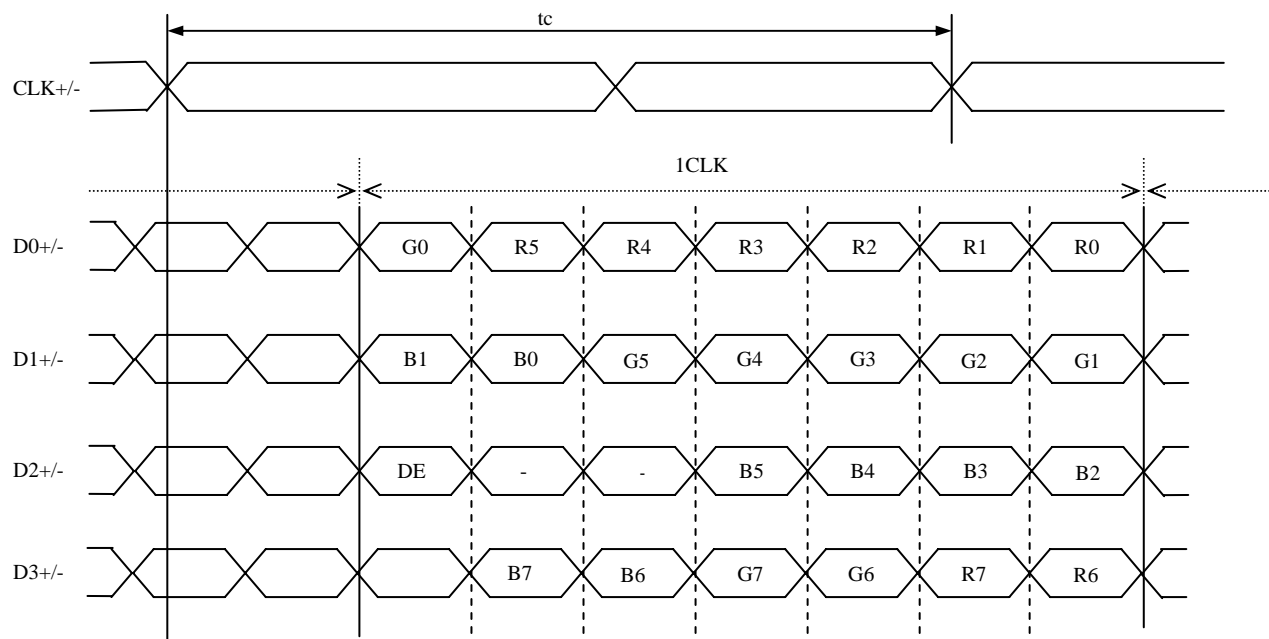 tc
CLK+/-
1CLK
D0+/- G0 R5 R4 R3 R2 R1 R0
D1+/- B1 B0 G5 G4 G3 G2 G1
D2+/- DE - - B5 B4 B3 B2
D3+/- B7 B6 G7 G6 R7 R6